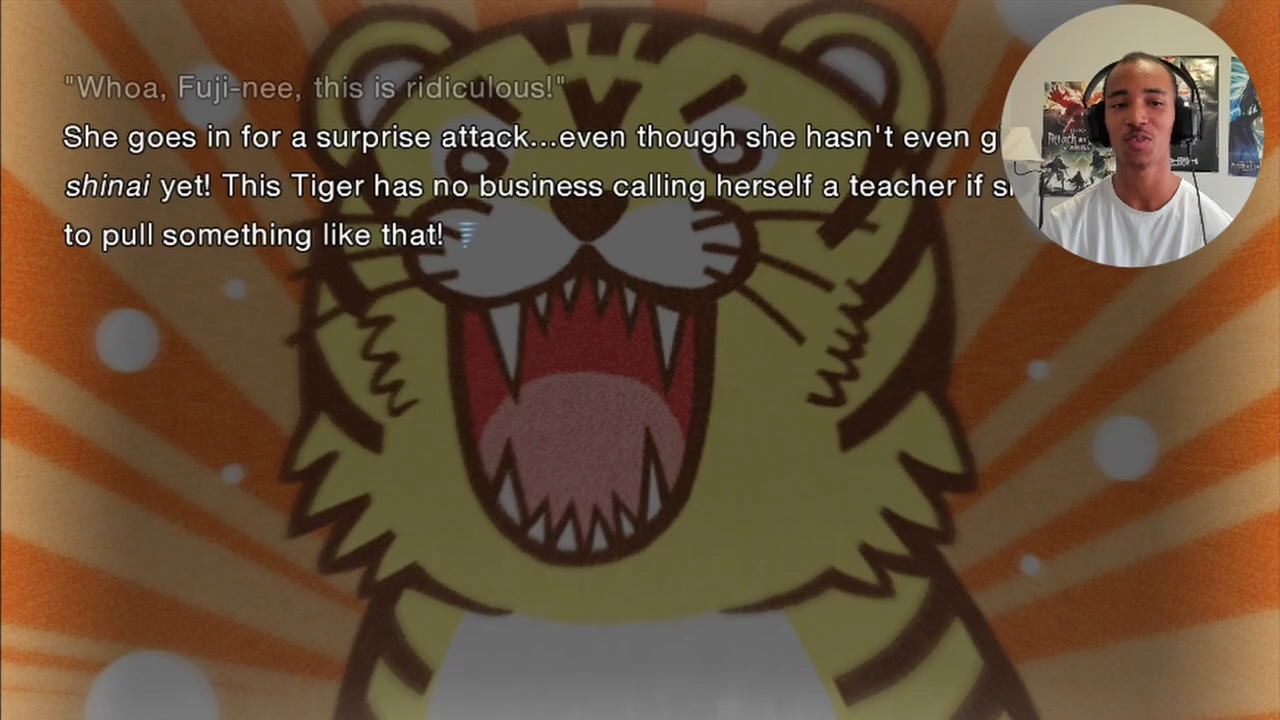 "Whoa, Fuji-nee, this is ridiculous!"
She goes in for a surprise attack...even though she hasn't even
shinai yet! This Tiger has no business calling herself a teacher if
to pull something like that!